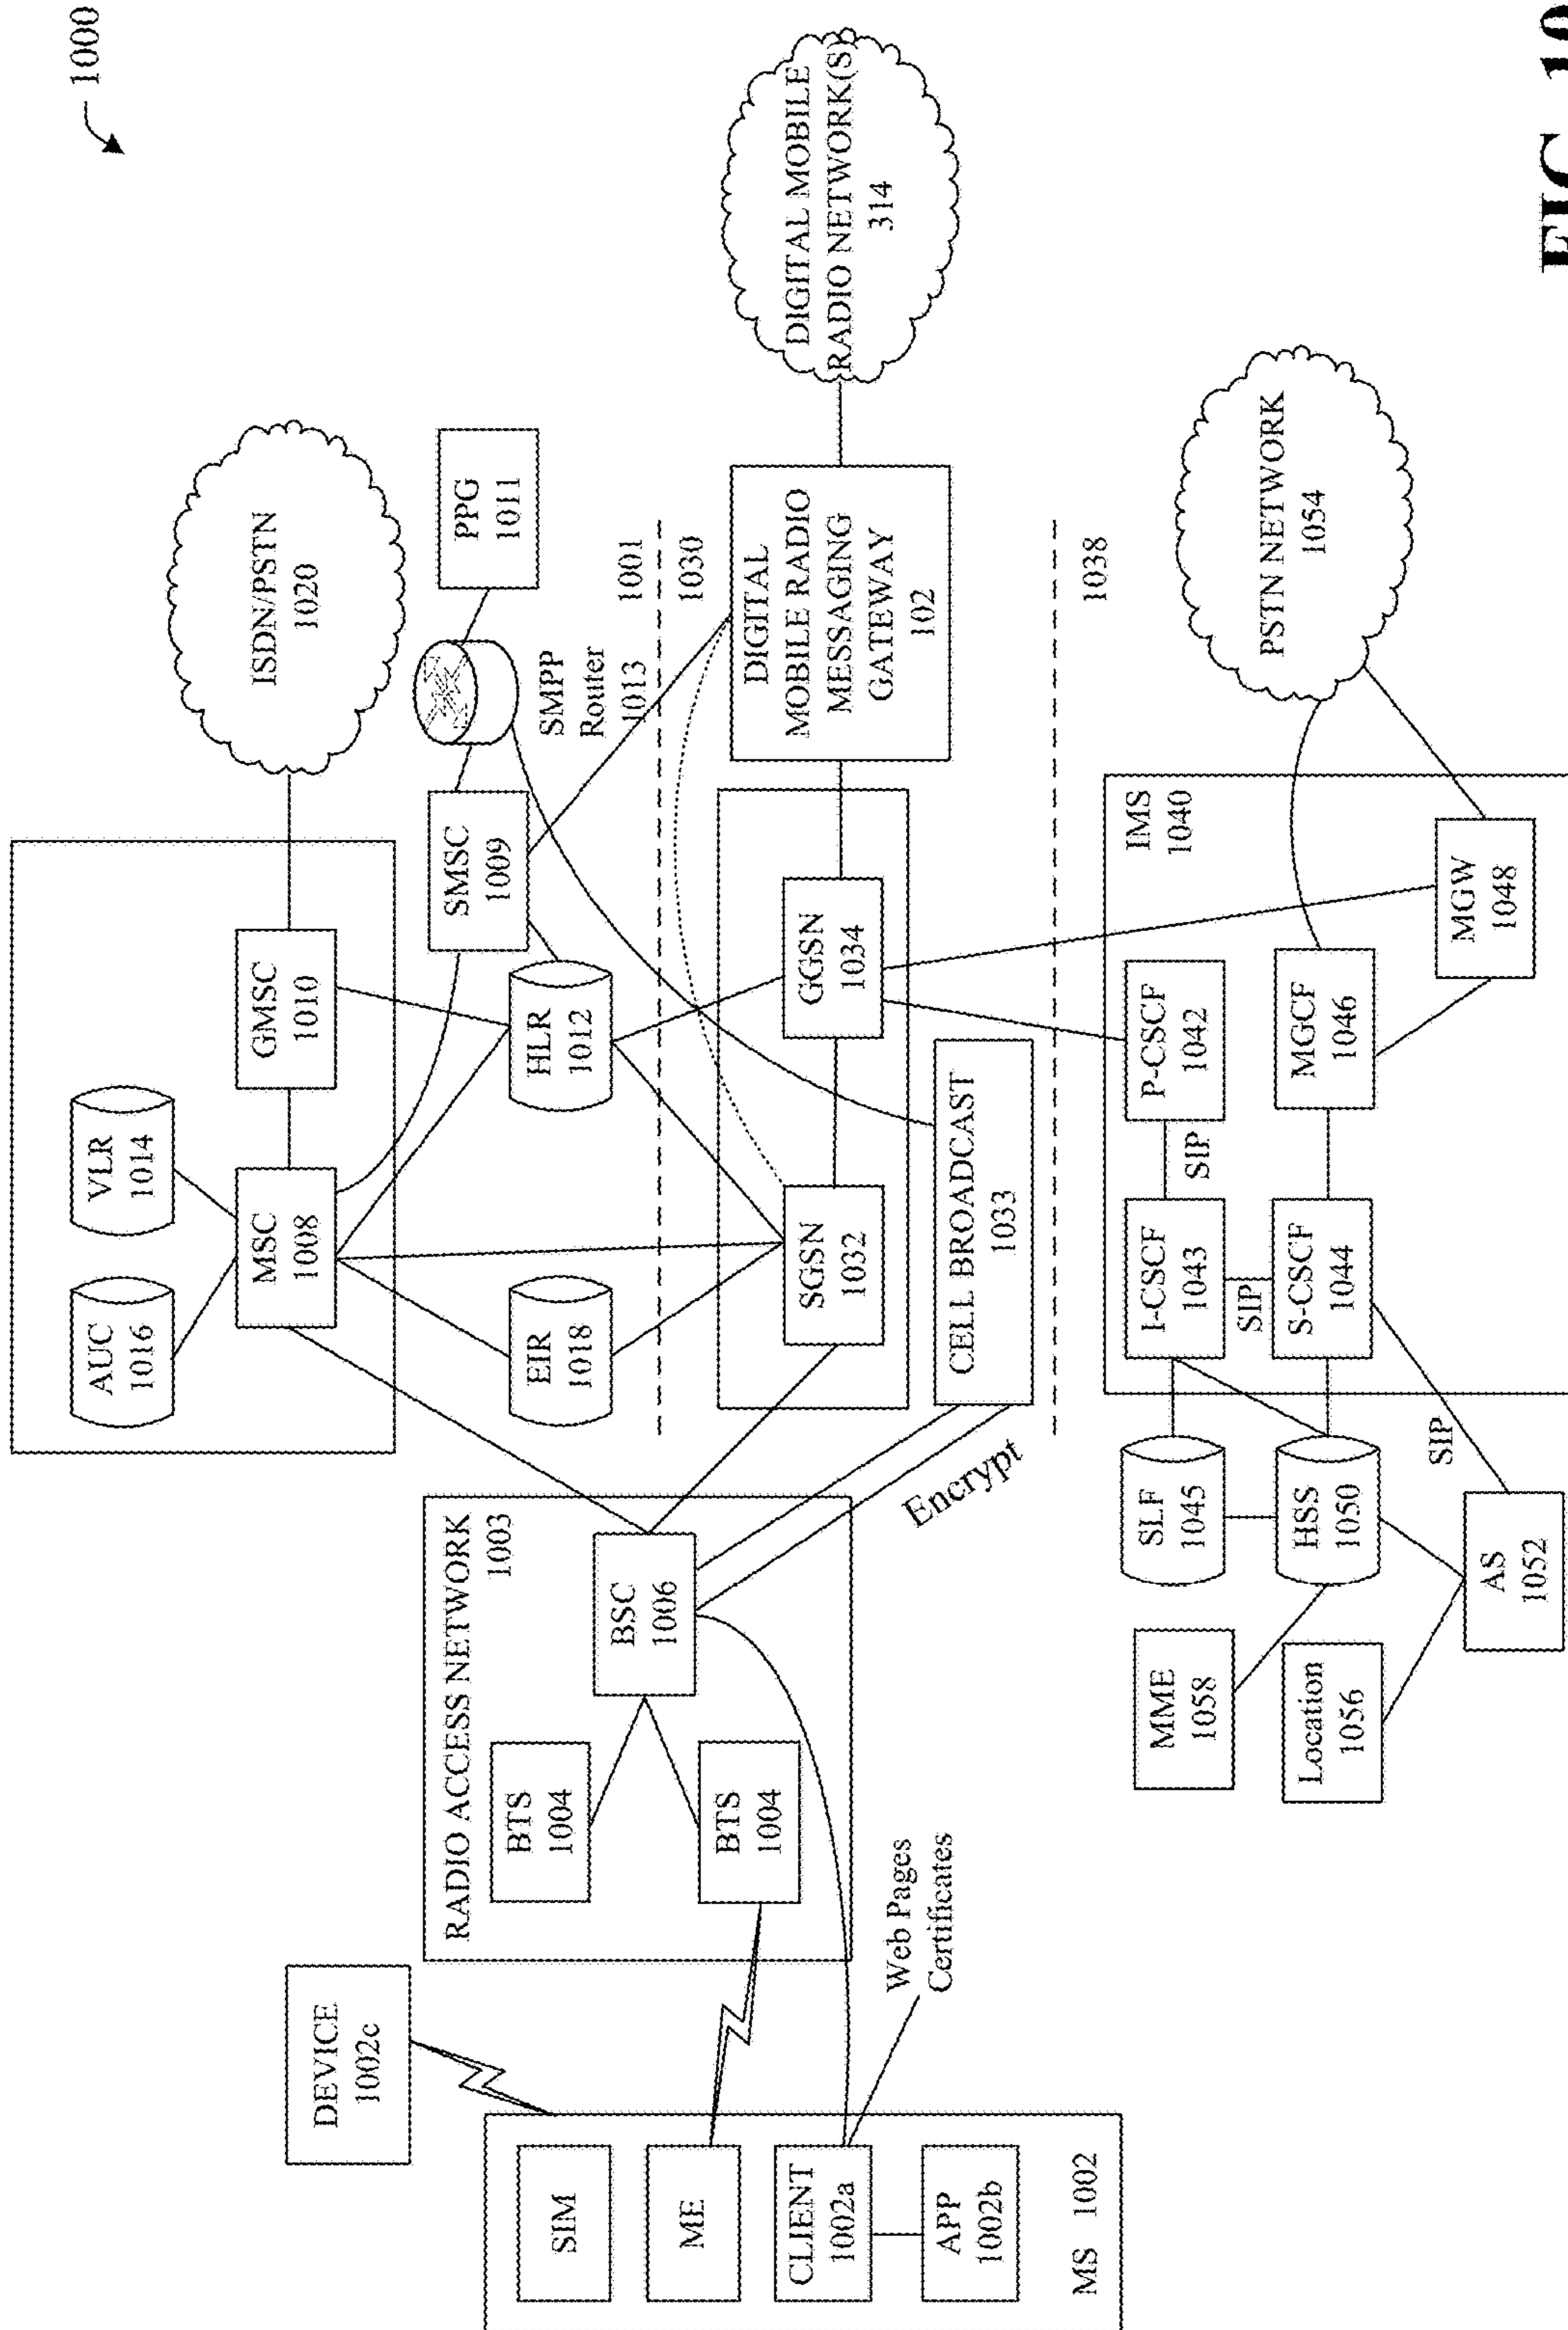 1000
DEVICE
1002c
SIM
ME
CLIENT
1002a
APP
1002b
MS 1002
Web Pages
Certificates
RADIO ACCESS NETWORK
1003
BTS
1004
BTS
1004
BSC
1006
Encrypt
AUC
1016
VLR
1014
MSC
1008
GMSC
1010
ISDN/PSTN
1020
EIR
1018
HLR
1012
SMSC
1009
SMPP
Router
1013
PPG
1011
1001
1030
SGSN
1032
GGSN
1034
CELL BROADCAST
1033
DIGITAL
MOBILE RADIO
MESSAGING
GATEWAY
102
DIGITAL MOBILE
RADIO NETWORK(S)
314
1038
MME
1058
Location
1056
SLF
1045
HSS
1050
AS
1052
SIP
I-CSCF
1043
SIP
P-CSCF
1042
SIP
S-CSCF
1044
MGCF
1046
IMS
1040
MGW
1048
PSTN NETWORK
1054
FIG. 10